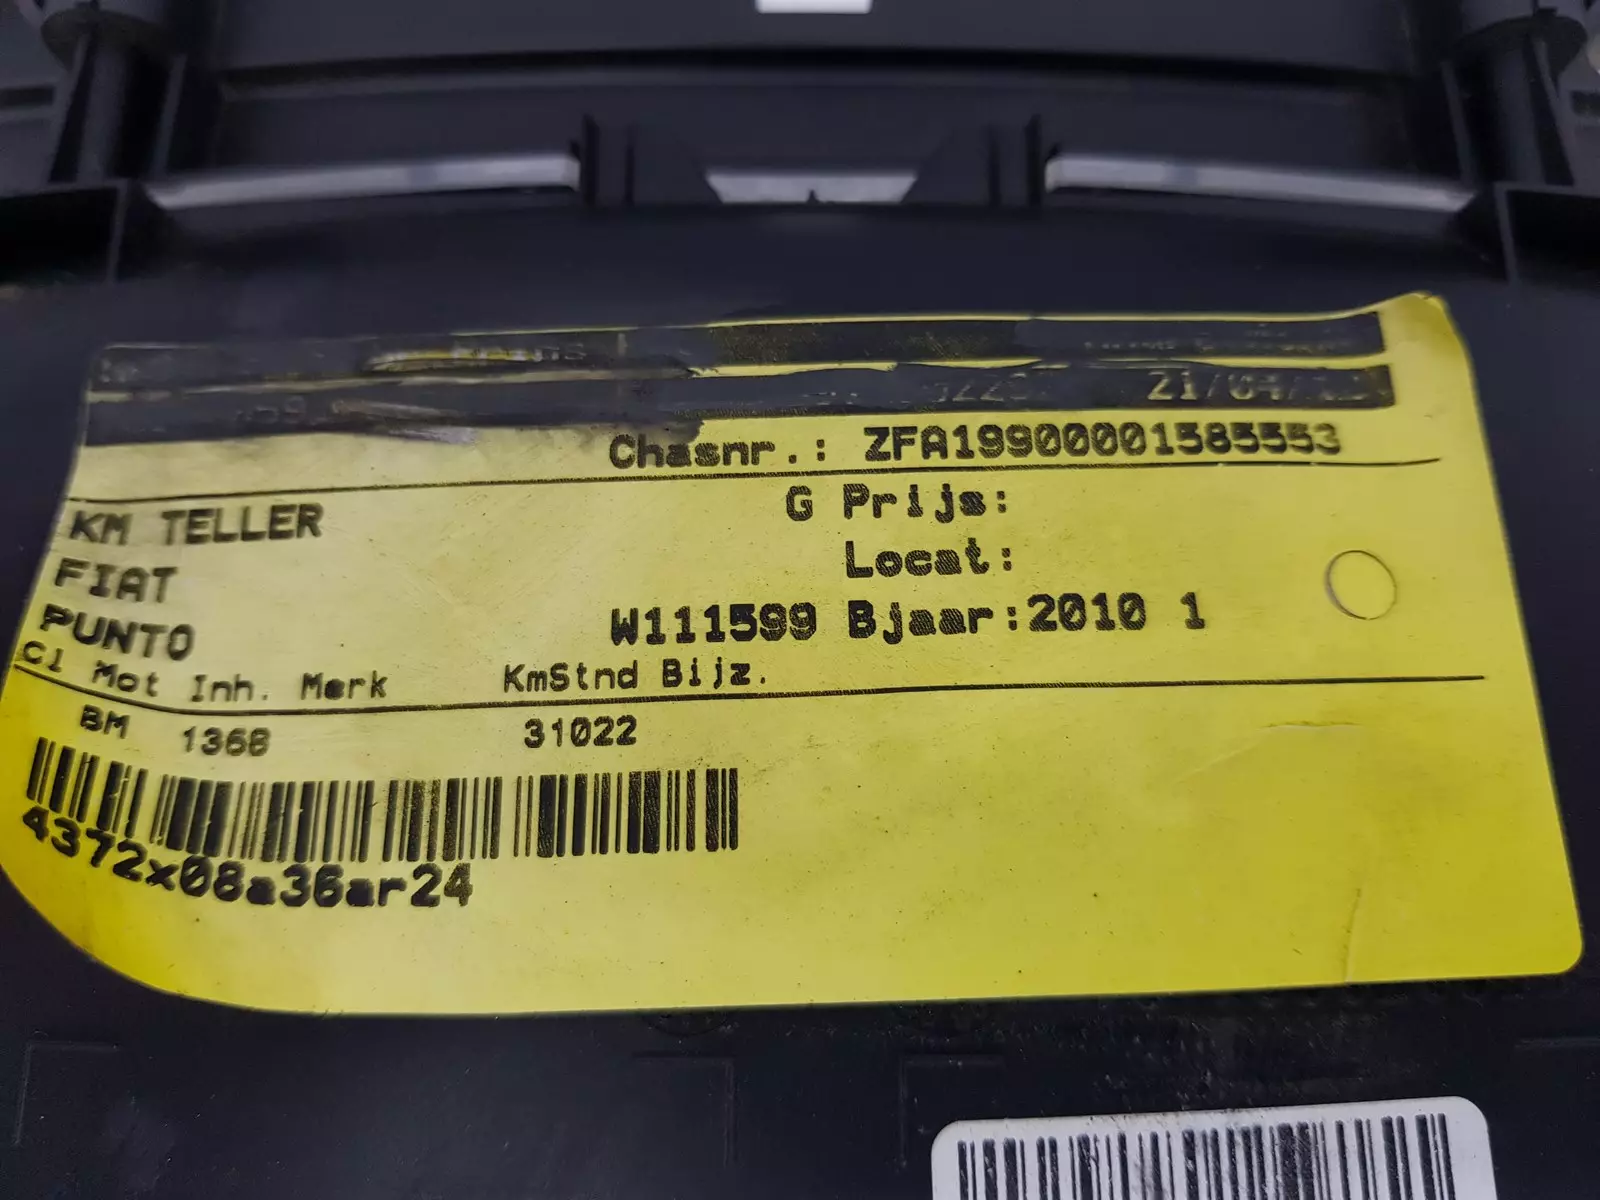 21/04/
Chasnr.: ZFA19900001585553
KM TELLER G Prijs:
FIAT Locat:
PUNTO W111599 Bjaar:2010 1
Cl Mot Inh. Merk KmStnd Bijz.
BM 1368 31022
4372x08a36ar24